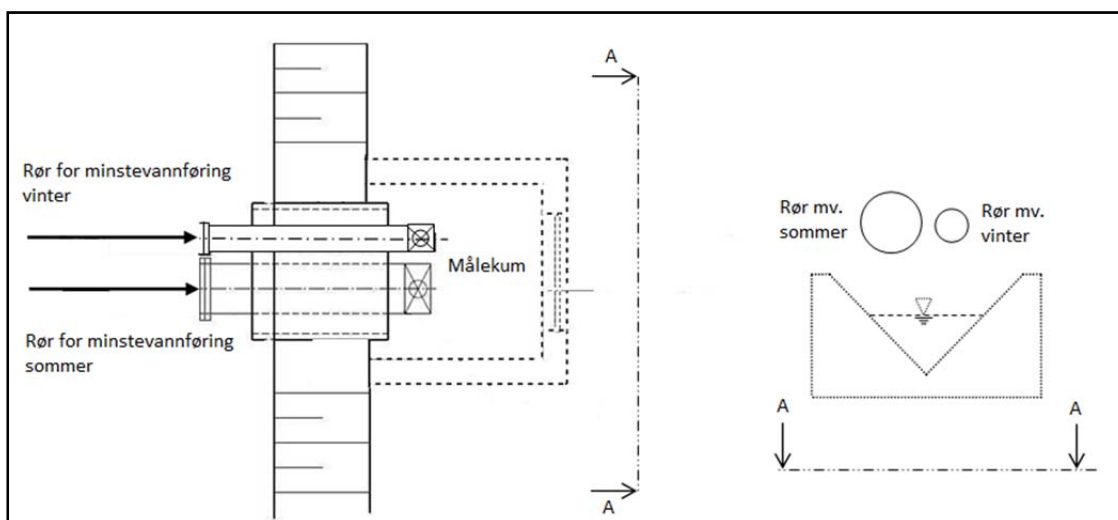 A
Rør for minstevannføring
vinter
Målekum
Rør for minstevannføring
sommer
A
Rør mv.
sommer
Rør mv.
vinter
A
A